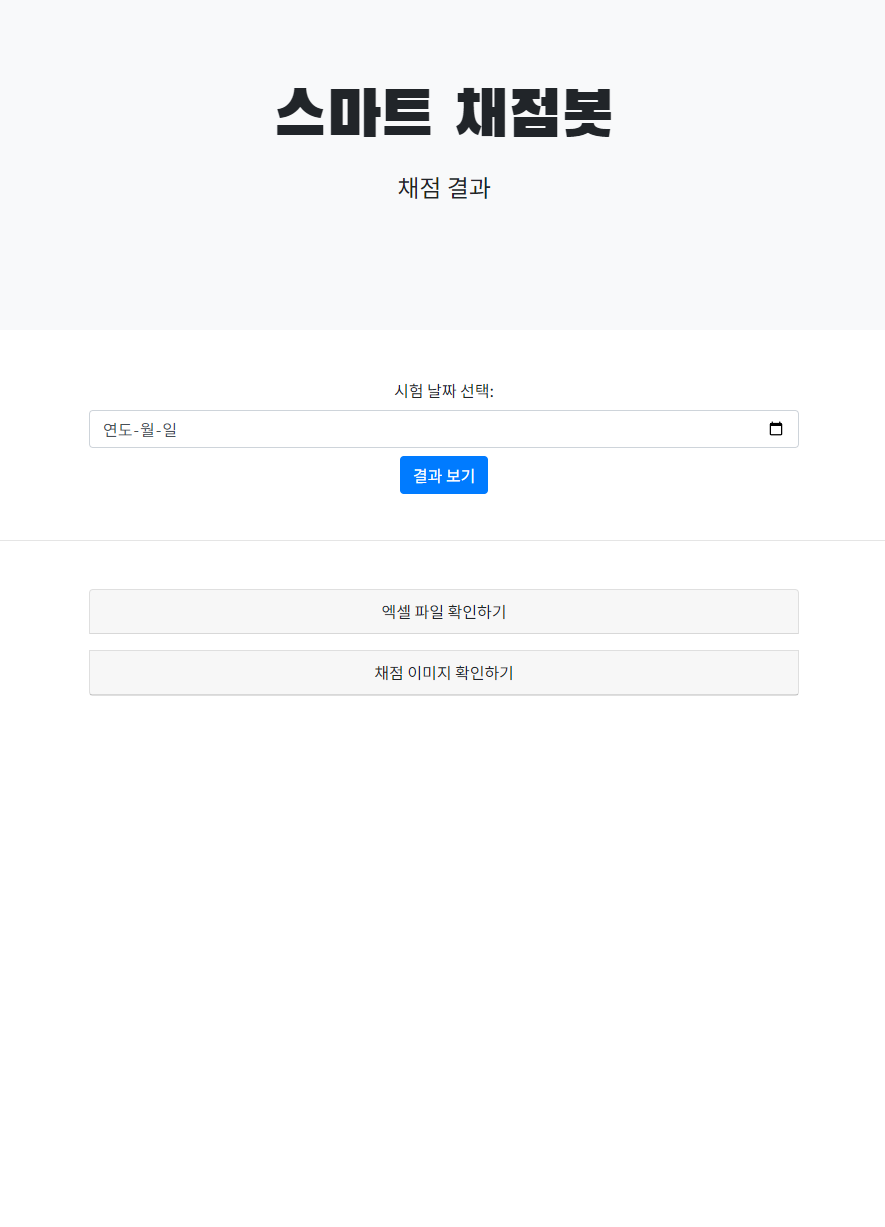 스마트 채점봇
채점 결과
시험 날짜 선택:
연도-월-일
결과 보기
엑셀 파일 확인하기
채점 이미지 확인하기